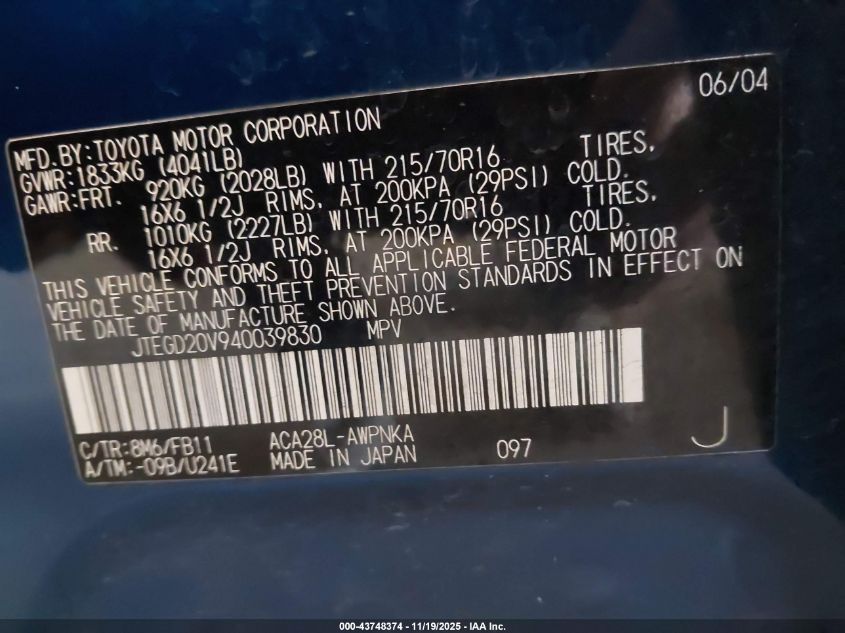 06/04
MFD.BY:TOYOTA MOTOR CORPORATION
GVWR:1833KG (4041LB)
GAWR:FRT. 920KG (2028LB) WITH 215/70R16 TIRES,
16X6 1/2J RIMS, AT 200KPA (29PSI) COLD.
RR. 1010KG (2227LB) WITH 215/70R16 TIRES,
16X6 1/2J RIMS, AT 200KPA (29PSI) COLD.
THIS VEHICLE CONFORMS TO ALL APPLICABLE FEDERAL MOTOR
VEHICLE SAFETY AND THEFT PREVENTION STANDARDS IN EFFECT ON
THE DATE OF MANUFACTURE SHOWN ABOVE.
JTEGD20V940039830 MPV
C/TR:8M6/FB11 ACA28L-AWPNKA
A/TM:-09B/U241E MADE IN JAPAN 097 J
000-43748374 - 11/19/2025 - IAA Inc.